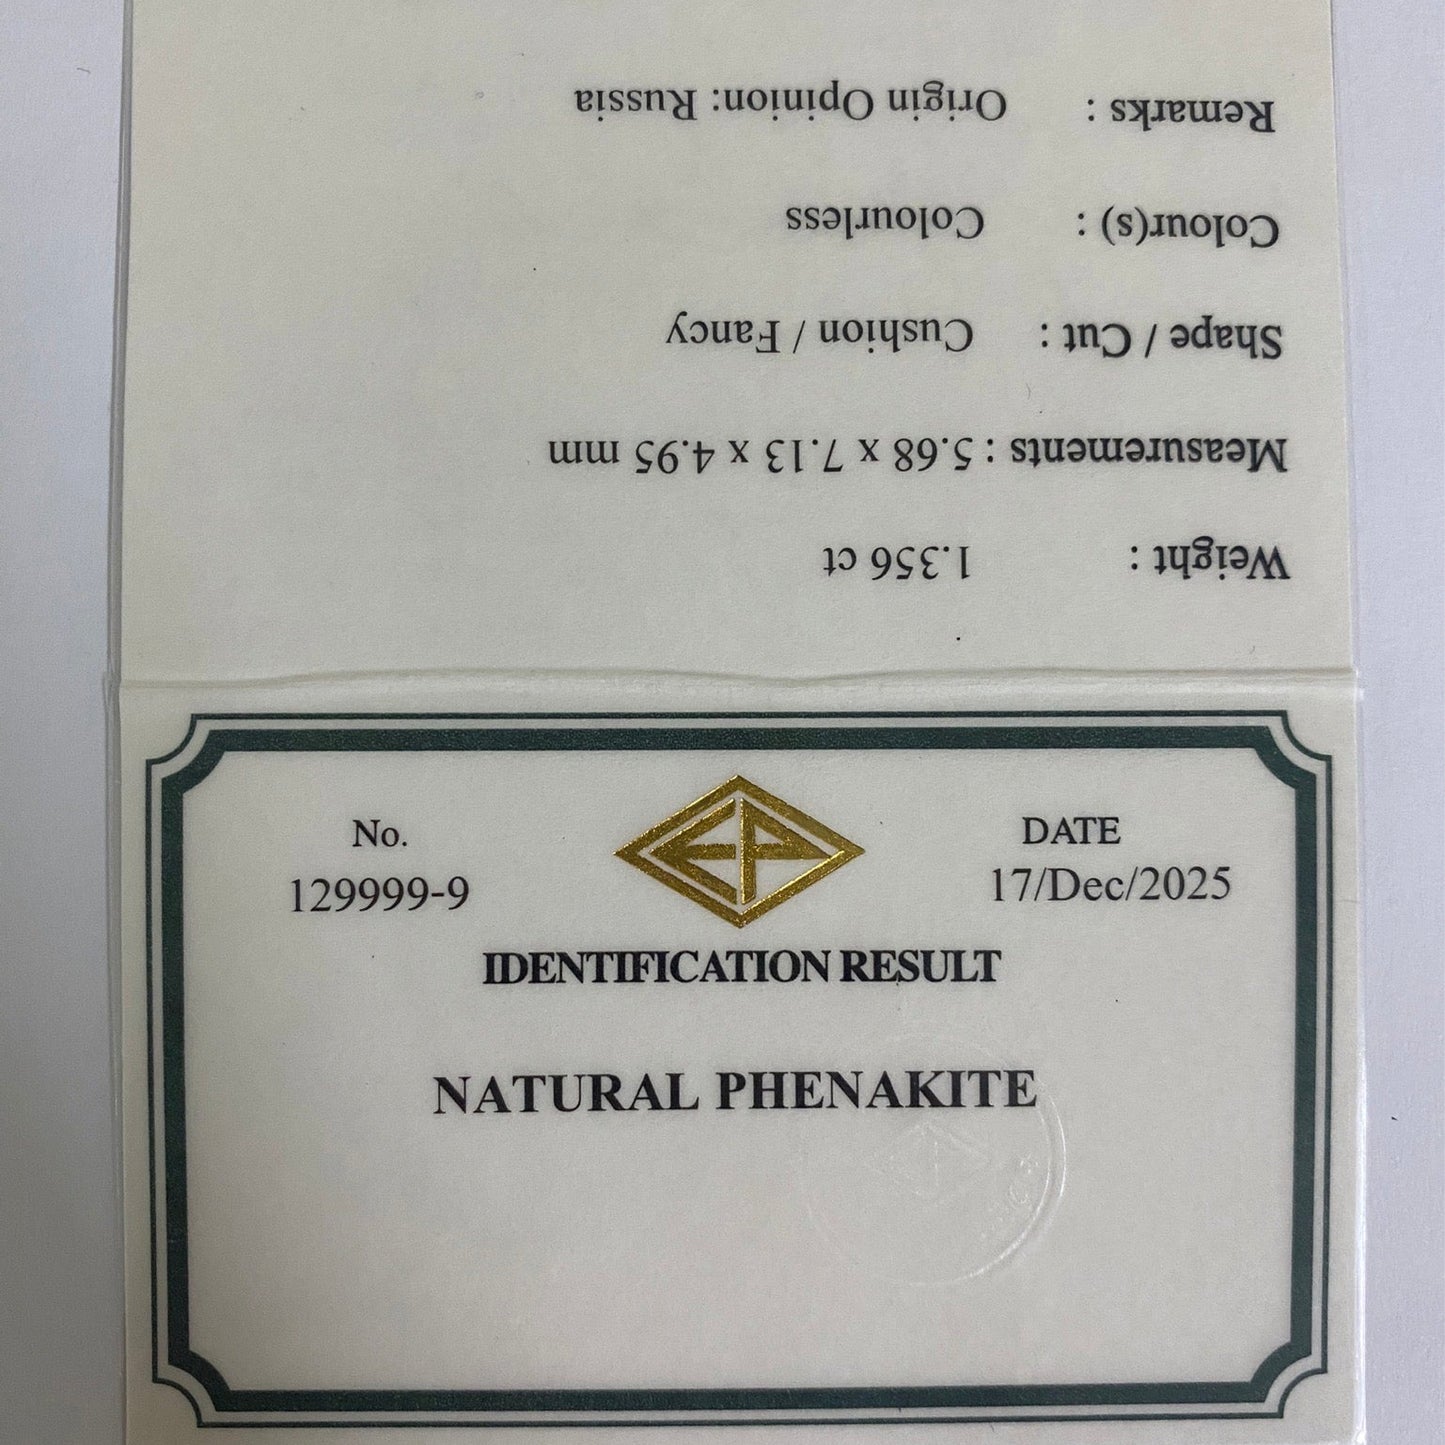 No.
129999-9
EP
DATE
17/Dec/2025
IDENTIFICATION RESULT
NATURAL PHENAKITE
Weight : 1.356 ct
Measurements : 5.68 x 7.13 x 4.95 mm
Shape / Cut : Cushion / Fancy
Colour(s) : Colourless
Remarks : Origin Opinion: Russia